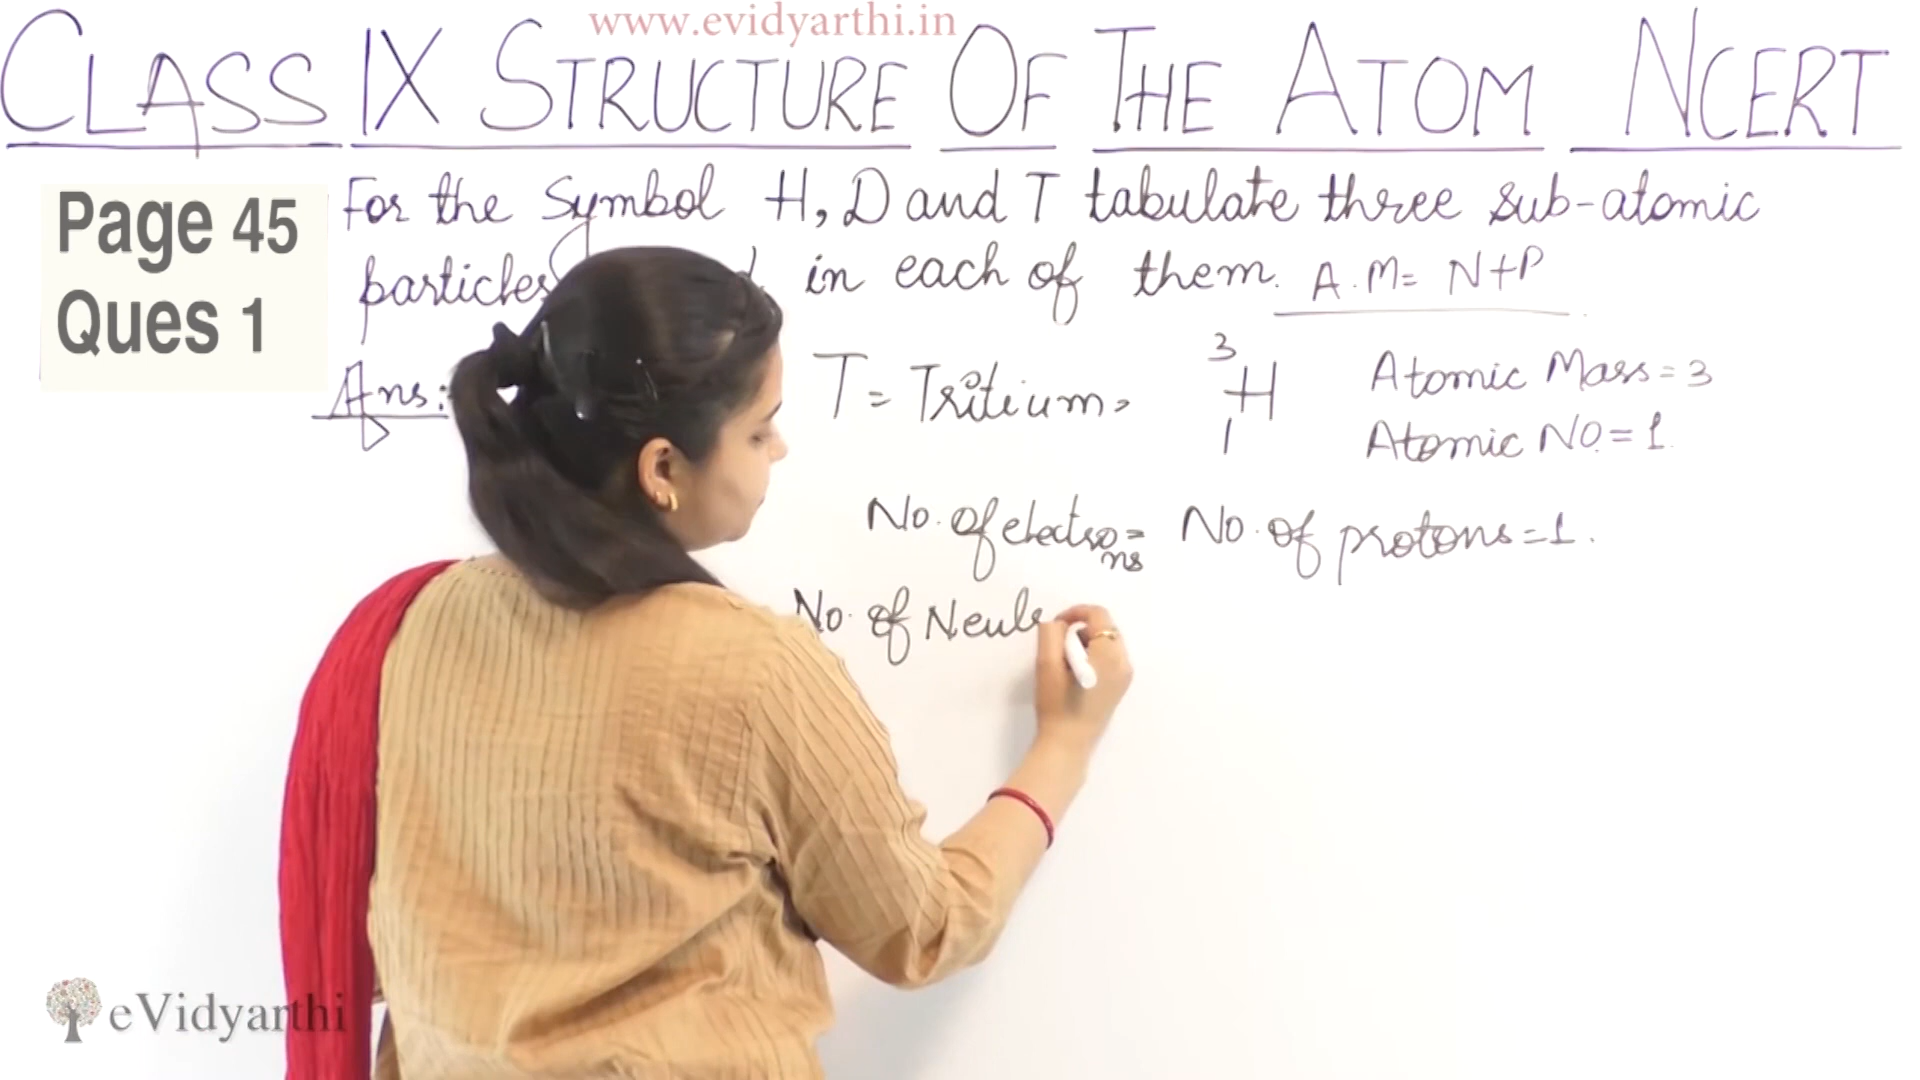 www.evidyarthi.in
CLASS IX STRUCTURE OF THE ATOM NCERT
Page 45
Ques 1
For the Symbol H, D and T tabulate three sub-atomic
particles in each of them. A.M= N+P
Ans:
T = Tritium 3 H 1 Atomic Mass = 3
Atomic NO. = 1
No. of electrons = No. of protons = 1.
No. of
eVidyarthi